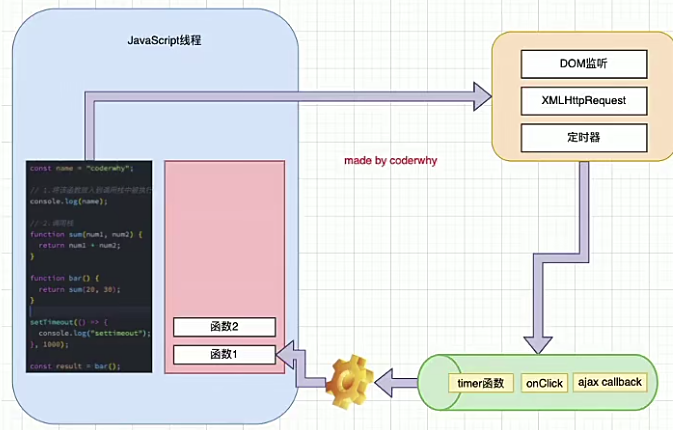 JavaScript线程
DOM监听
XMLHttpRequest
定时器
made by coderwhy
const name = "coderwhy";
// 1.将该函数放入到调用栈中被执行
console.log(name);
// 2.调用栈
function sum(num1, num2) {
return num1 + num2;
}
function bar() {
return sum(20, 30);
}
setTimeout(() => {
console.log("settimeout");
}, 1000);
const result = bar();
函数2
函数1
timer函数
onClick
ajax callback